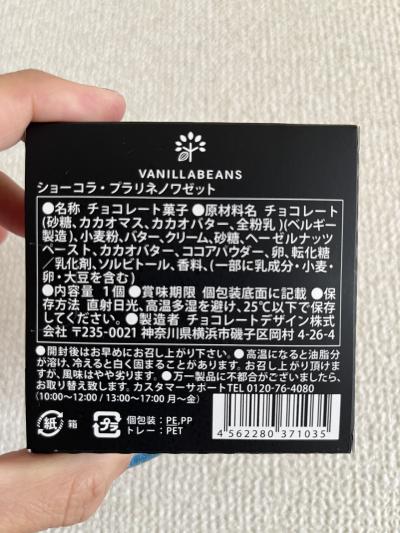 VANILLABEANS
ショーコラ・プラリネノワゼット
●名称 チョコレート菓子●原材料名 チョコレート
(砂糖、カカオマス、カカオバター、全粉乳)(ベルギー
製造)、小麦粉、バター、クリーム、砂糖、ヘーゼルナッツ
ペースト、カカオバター、ココアパウダー、卵、転化糖
／乳化剤、ソルビトール、香料、(一部に乳成分・小麦・
卵・大豆を含む)
●内容量 1個●賞味期限 個包装底面に記載●保
存方法 直射日光、高温多湿を避け、25℃以下で保存
してください。●製造者 チョコレートデザイン株式
会社 〒235-0021 神奈川県横浜市磯子区岡村 4-26-4
●開封後はお早めにお召し上がり下さい。●高温になると油脂分
が溶け、冷えると白く固まることがあります。お召し上がり頂けま
すが、風味はやや劣ります。●万一製品に不都合がございましたら、
お取り替え致します。カスタマーサポートTEL 0120-76-4080
(10:00〜12:00 / 13:00〜17:00 月〜金)
紙 箱
プラ 個包装：PE,PP
トレー：PET
4 562280 371035